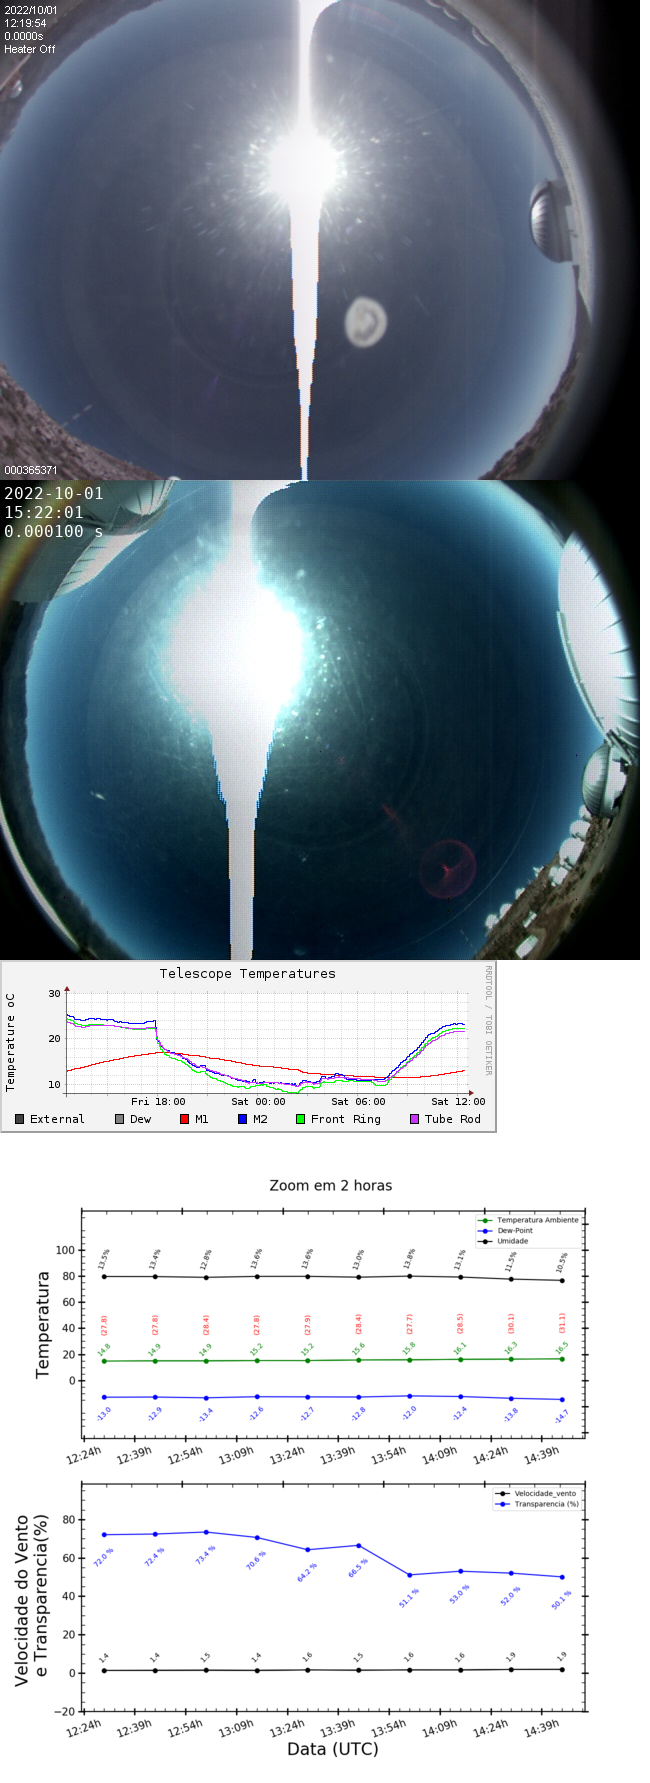 2022/10/01
12:19:54
0.0000s
Heater Off
000365371
2022-10-01
15:22:01
0.000100 s
Telescope Temperatures
RRDTOOL / TOBI OETIKER
Temperature oC
30
20
10
Fri 18:00 Sat 00:00 Sat 06:00 Sat 12:00
External Dew M1 M2 Front Ring Tube Rod
Zoom em 2 horas
Temperatura Ambiente
Dew-Point
Umidade
Temperatura
100
80
60
40
20
0
13.5% 13.4% 12.8% 13.6% 13.6% 13.0% 13.8% 13.1% 11.5% 10.5%
(27.8) (27.8) (28.4) (27.8) (27.9) (28.4) (27.7) (28.5) (30.1) (31.1)
14.8 14.9 14.9 15.2 15.2 15.6 15.8 16.1 16.3 16.5
-13.0 -12.9 -13.4 -12.6 -12.7 -12.8 -12.0 -12.4 -13.8 -14.7
12:24h 12:39h 12:54h 13:09h 13:24h 13:39h 13:54h 14:09h 14:24h 14:39h
Velocidade_vento
Transparencia (%)
Velocidade do Vento
e Transparencia(%)
80
60
40
20
0
−20
72.0 % 72.4 % 73.4 % 70.6 % 64.2 % 66.5 % 51.1 % 53.0 % 52.0 % 50.1 %
1.4 1.4 1.5 1.4 1.6 1.5 1.6 1.6 1.9 1.9
12:24h 12:39h 12:54h 13:09h 13:24h 13:39h 13:54h 14:09h 14:24h 14:39h
Data (UTC)